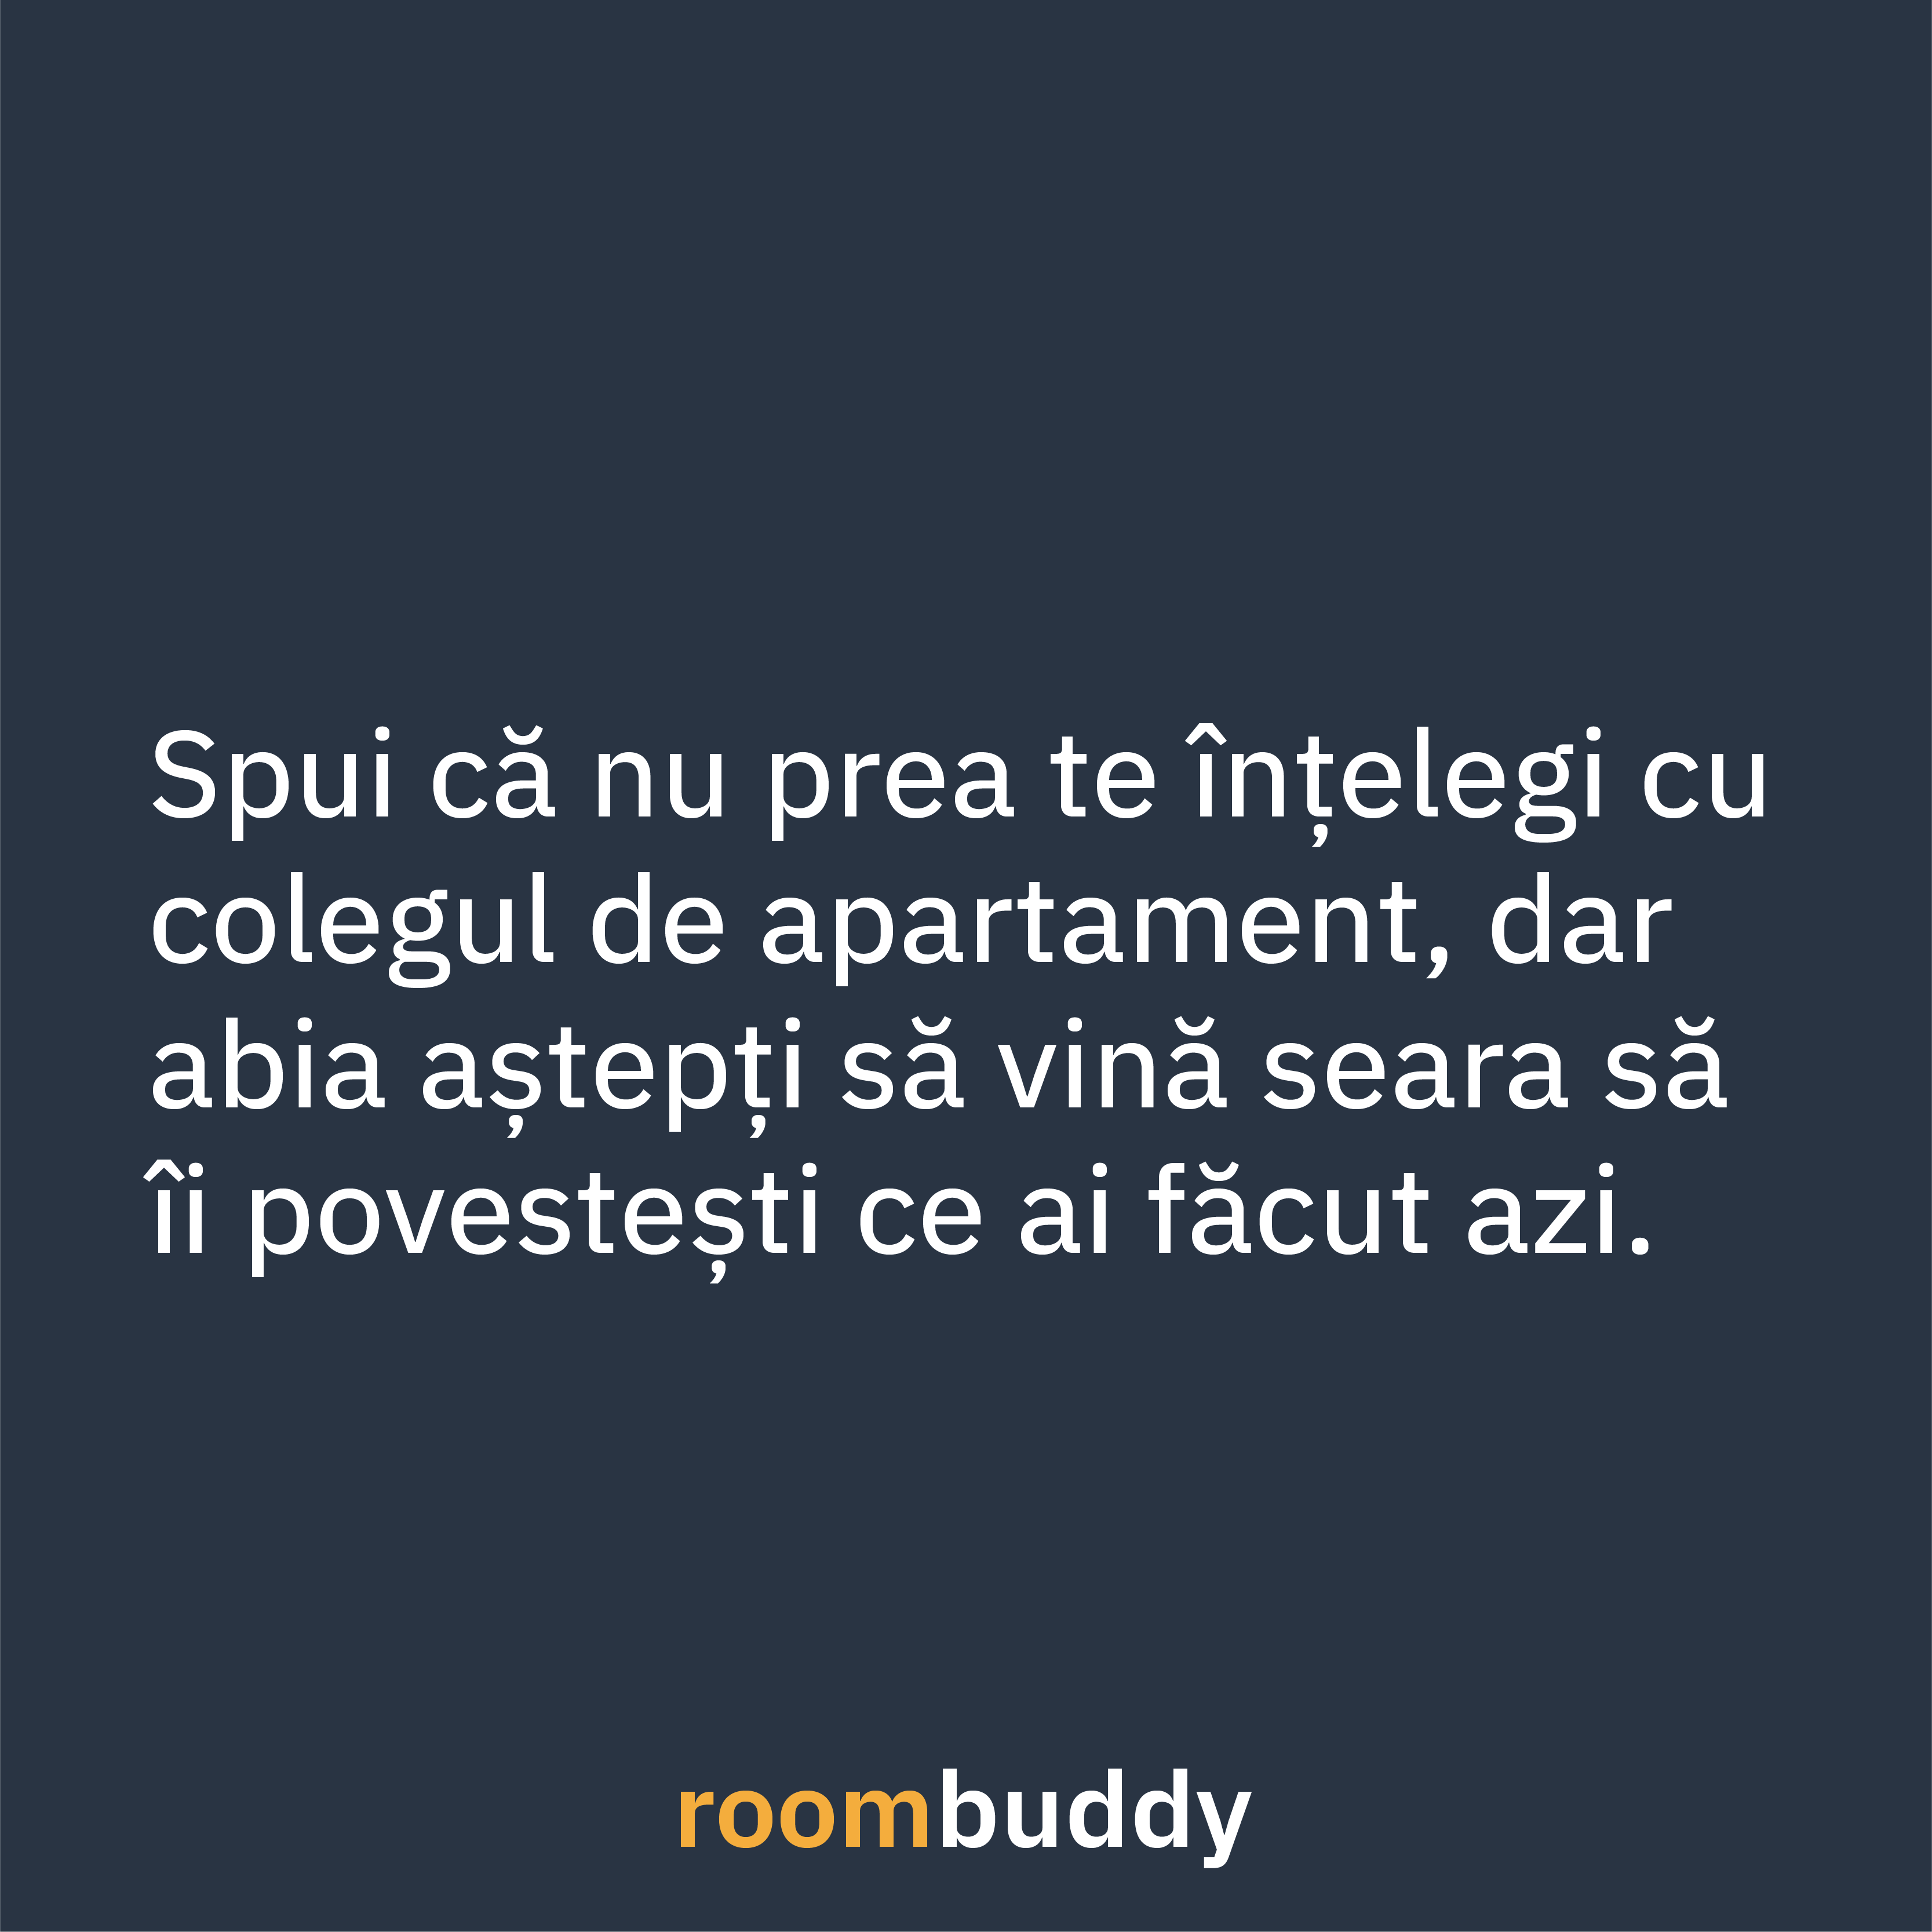 Spui că nu prea te înțelegi cu
colegul de apartament, dar
abia aștepți să vină seara să
îi povestești ce ai făcut azi.
roombuddy